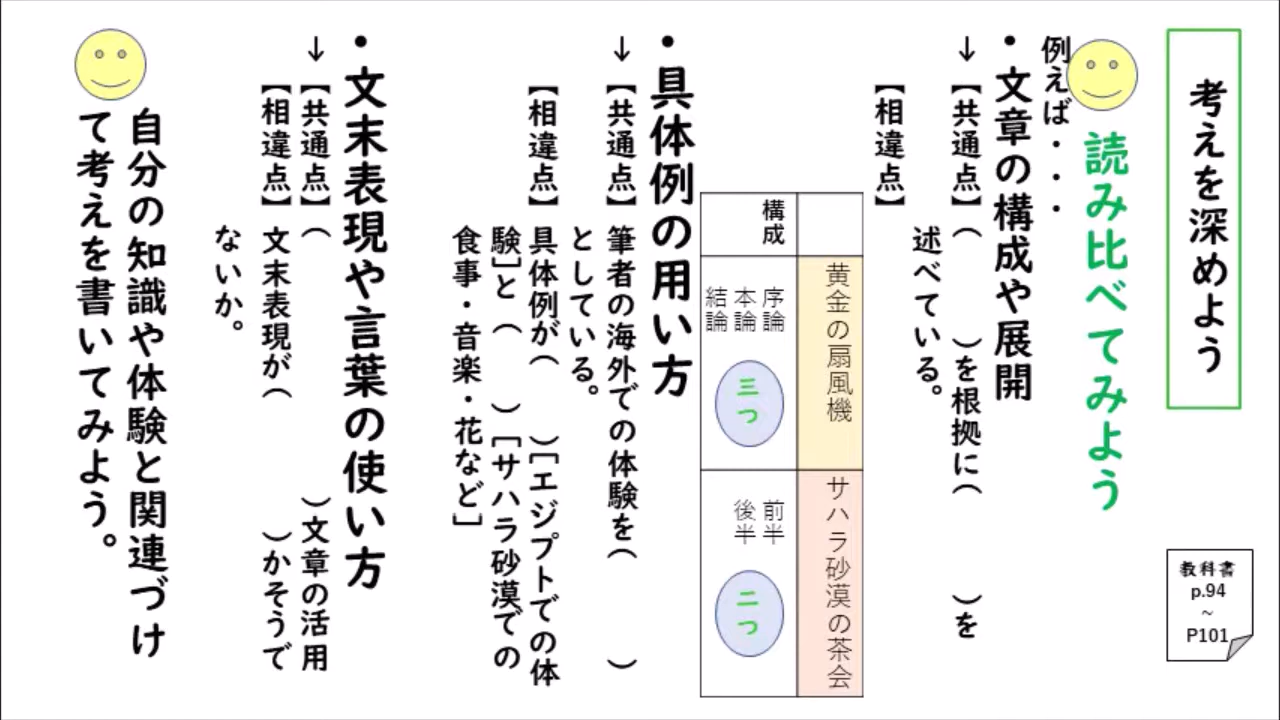 考えを深めよう
教科書
p.94
~
P101
読み比べてみよう
例えば・・・
・文章の構成や展開
→【共通点】（　　　）を根拠に（　　　）を
述べている。
【相違点】
黄金の扇風機
サハラ砂漠の茶会
構成
序論
本論
結論
三つ
前半
後半
二つ
・具体例の用い方
→【共通点】筆者の海外での体験を（　　　）
としている。
【相違点】具体例が（　　　）［エジプトでの体
験］と（　　　）［サハラ砂漠での
食事・音楽・花など］
・文末表現や言葉の使い方
→【共通点】（　　　）文章の活用
【相違点】文末表現が（　　　）かそうで
ないか。
自分の知識や体験と関連づけ
て考えを書いてみよう。